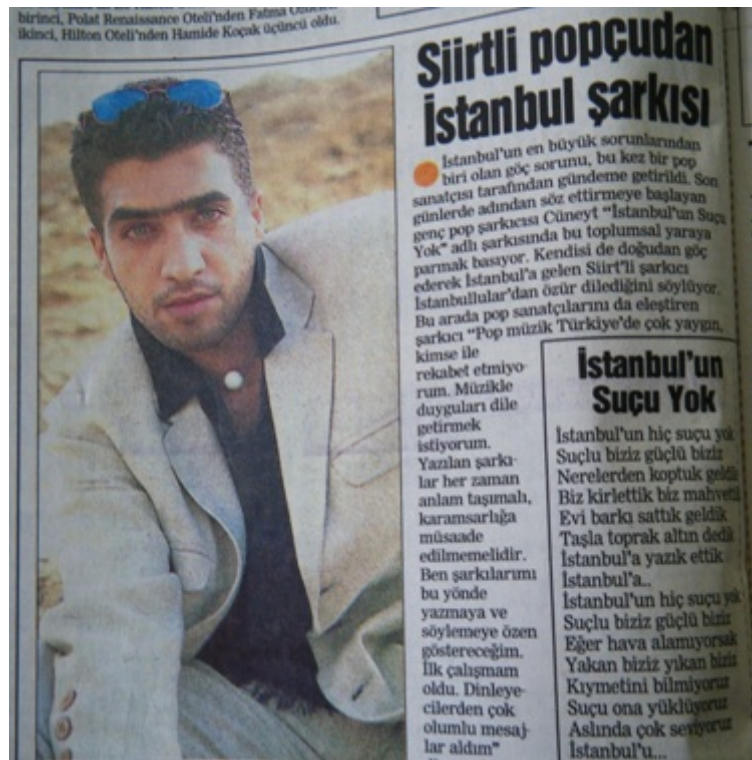 birinci, Polat Renaissance Oteli'nden Fatma
ikinci, Hilton Oteli'nden Hamide Koçak üçüncü oldu.
Siirtli popçudan
İstanbul şarkısı
İstanbul'un en büyük sorunlarından
biri olan göç sorunu, bu kez bir pop
sanatçısı tarafından gündeme getirildi. Son
günlerde adından söz ettirmeye başlayan
genç pop şarkıcısı Cüneyt "İstanbul'un Suçu
Yok" adlı şarkısında bu toplumsal yaraya
parmak basıyor. Kendisi de doğudan göç
ederek İstanbul'a gelen Siirt'li şarkıcı
İstanbullular'dan özür dilediğini söylüyor.
Bu arada pop sanatçılarını da eleştiren
şarkıcı "Pop müzik Türkiye'de çok yaygın,
kimse ile
rekabet etmiyo-
rum. Müzikle
duyguları dile
getirmek
istiyorum.
Yazılan şarkı-
lar her zaman
anlam taşımalı,
karamsarlığa
müsaade
edilmemelidir.
Ben şarkılarımı
bu yönde
yazmaya ve
söylemeye özen
göstereceğim.
İlk çalışmam
oldu. Dinleye-
cilerden çok
olumlu mesaj-
lar aldım"
İstanbul'un
Suçu Yok
İstanbul'un hiç suçu yok
Suçlu biziz güçlü biziz
Nerelerden koptuk geldik
Biz kirlettik biz mahvettik
Evi barkı sattık geldik
Taşla toprak altın dedik
İstanbul'a yazık ettik
İstanbul'a..
İstanbul'un hiç suçu yok
Suçlu biziz güçlü biziz
Eğer hava alamıyorsak
Yakan biziz yıkan biziz
Kıymetini bilmiyoruz
Suçu ona yüklüyoruz
Aslında çok seviyoruz
İstanbul'u...